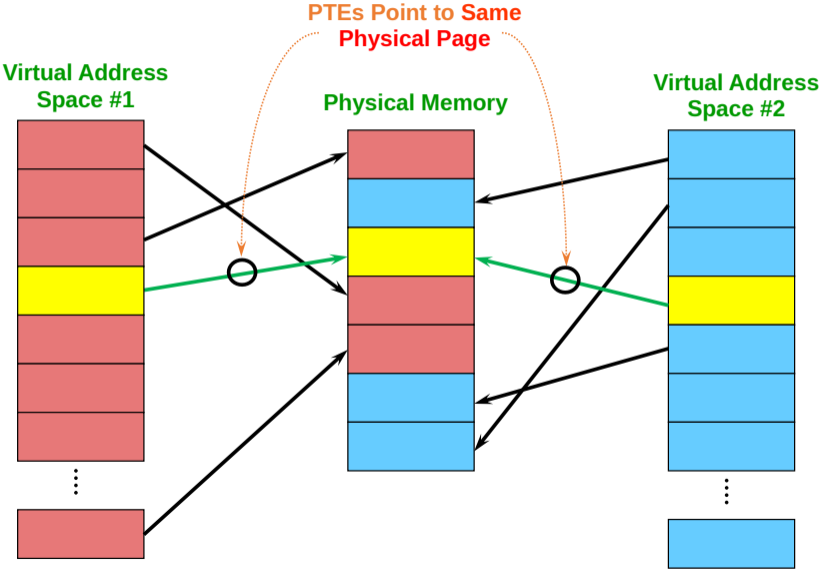 PTEs Point to Same
Physical Page
Virtual Address
Space #1
Physical Memory
Virtual Address
Space #2